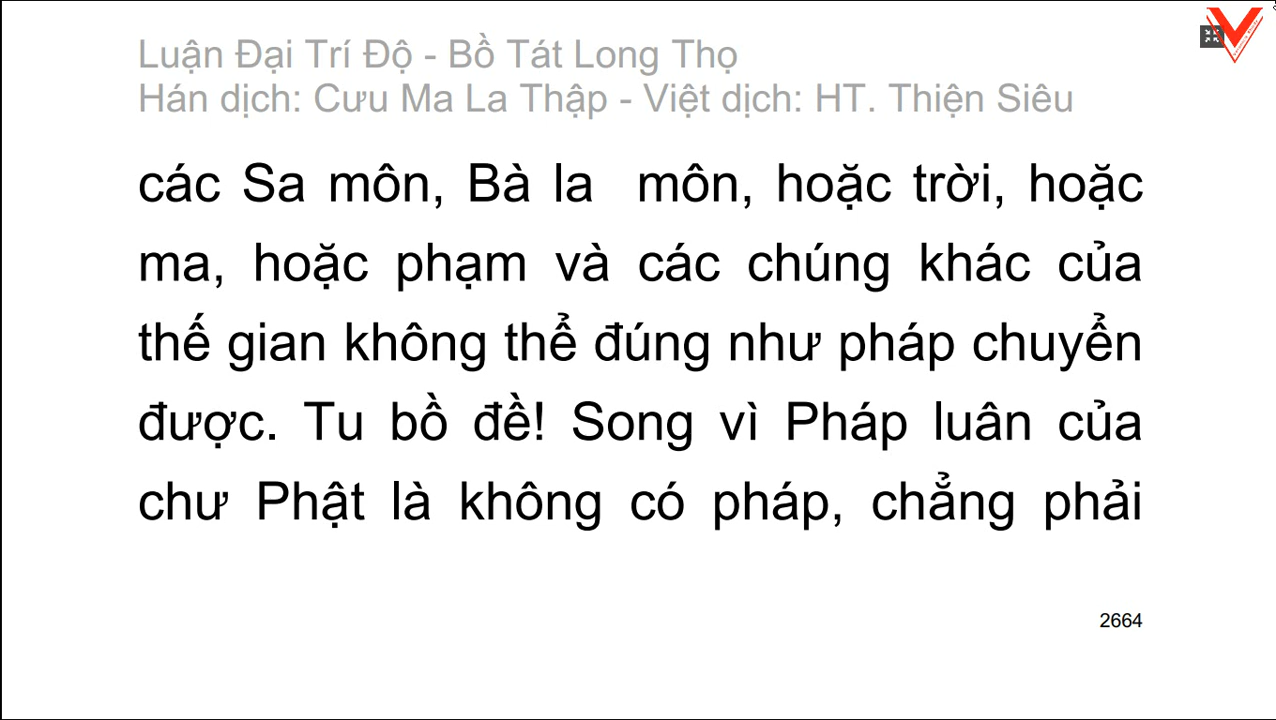 Luận Đại Trí Độ - Bồ Tát Long Thọ
Hán dịch: Cưu Ma La Thập - Việt dịch: HT. Thiện Siêu
các Sa môn, Bà la môn, hoặc trời, hoặc
ma, hoặc phạm và các chúng khác của
thế gian không thể đúng như pháp chuyển
được. Tu bồ đề! Song vì Pháp luân của
chư Phật là không có pháp, chẳng phải
2664